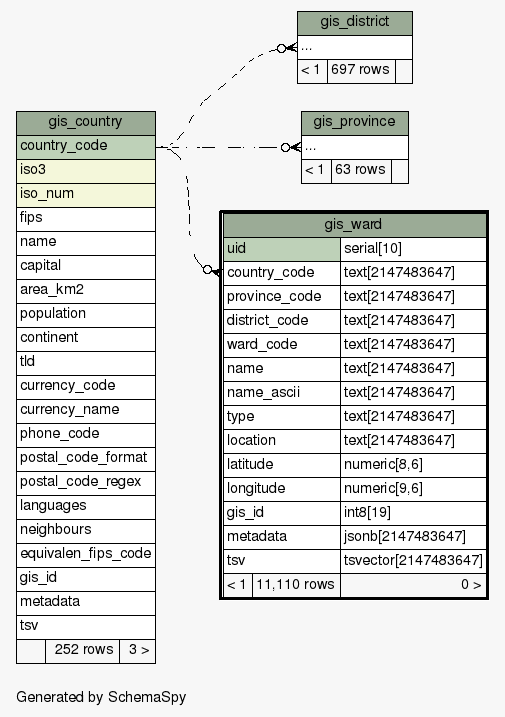 gis_district
...
< 1 697 rows
gis_province
...
< 1 63 rows
gis_country
country_code
iso3
iso_num
fips
name
capital
area_km2
population
continent
tld
currency_code
currency_name
phone_code
postal_code_format
postal_code_regex
languages
neighbours
equivalen_fips_code
gis_id
metadata
tsv
252 rows 3 >
gis_ward
uid serial[10]
country_code text[2147483647]
province_code text[2147483647]
district_code text[2147483647]
ward_code text[2147483647]
name text[2147483647]
name_ascii text[2147483647]
type text[2147483647]
location text[2147483647]
latitude numeric[8,6]
longitude numeric[9,6]
gis_id int8[19]
metadata jsonb[2147483647]
tsv tsvector[2147483647]
< 1 11,110 rows 0 >
Generated by SchemaSpy